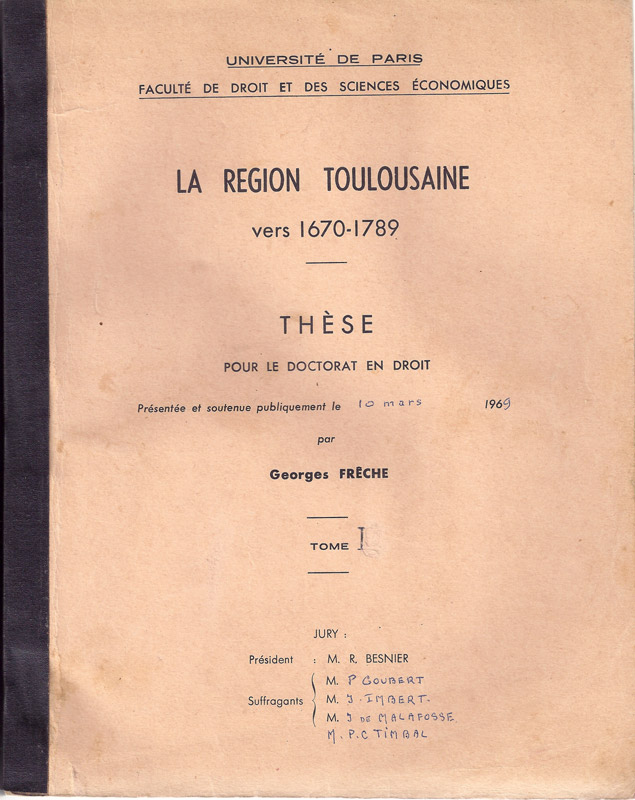 UNIVERSITÉ DE PARIS
FACULTÉ DE DROIT ET DES SCIENCES ÉCONOMIQUES
LA REGION TOULOUSAINE
vers 1670-1789
THÈSE
POUR LE DOCTORAT EN DROIT
Présentée et soutenue publiquement le 10 mars 1969
par
Georges FRÊCHE
TOME I
JURY :
Président : M. R. BESNIER
M. P GOUBERT
Suffragants M. J. IMBERT.
M. J DE MALAFOSSE
M. P.C TIMBAL